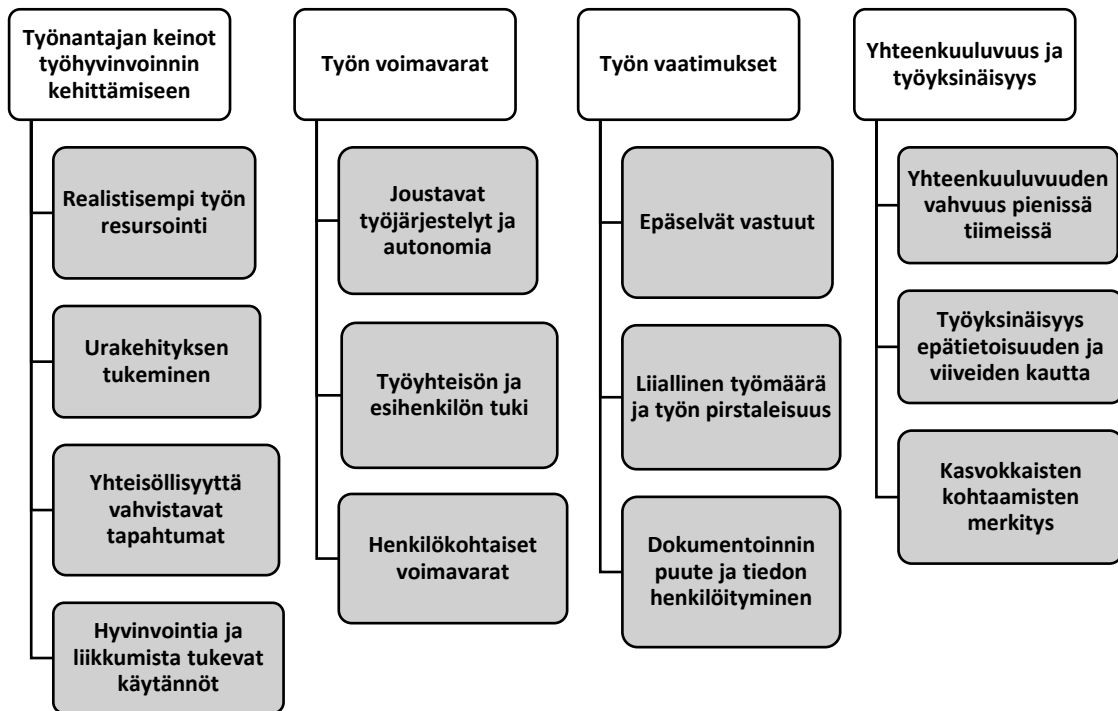 Työnantajan keinot
työhyvinvoinnin
kehittämiseen
Realistisempi työn
resursointi
Urakehityksen
tukeminen
Yhteisöllisyyttä
vahvistavat
tapahtumat
Hyvinvointia ja
liikkumista tukevat
käytännöt
Työn voimavarat
Joustavat
työjärjestelyt ja
autonomia
Työyhteisön ja
esihenkilön tuki
Henkilökohtaiset
voimavarat
Työn vaatimukset
Epäselvät vastuut
Liiallinen työmäärä
ja työn pirstaleisuus
Dokumentoinnin
puute ja tiedon
henkilöityminen
Yhteenkuuluvuus ja
työyksinäisyys
Yhteenkuuluvuuden
vahvuus pienissä
tiimeissä
Työyksinäisyys
epätietoisuuden ja
viiveiden kautta
Kasvokkaisten
kohtaamisten
merkitys